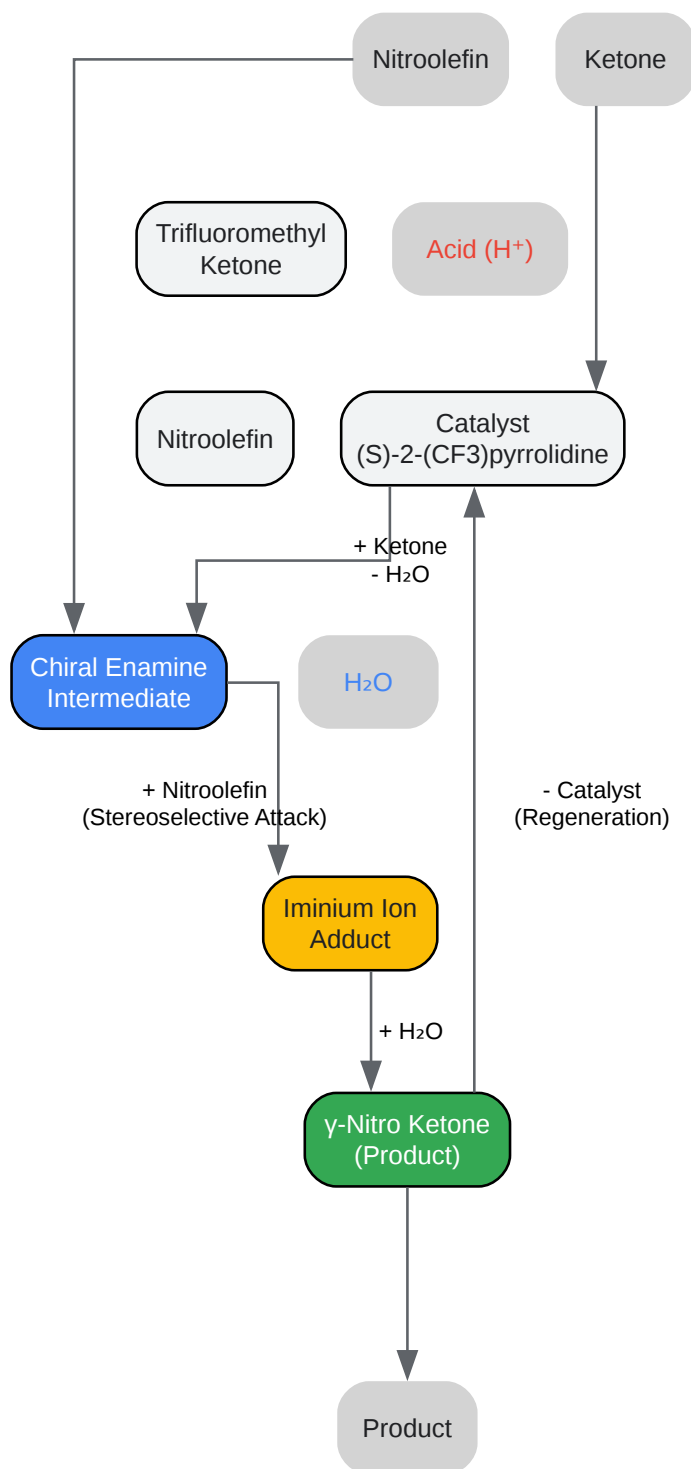 Nitroolefin
Ketone
Trifluoromethyl
Ketone
Acid (H⁺)
Nitroolefin
Catalyst
(S)-2-(CF3)pyrrolidine
+ Ketone
- H₂O
Chiral Enamine
Intermediate
H₂O
+ Nitroolefin
(Stereoselective Attack)
- Catalyst
(Regeneration)
Iminium Ion
Adduct
+ H₂O
γ-Nitro Ketone
(Product)
Product